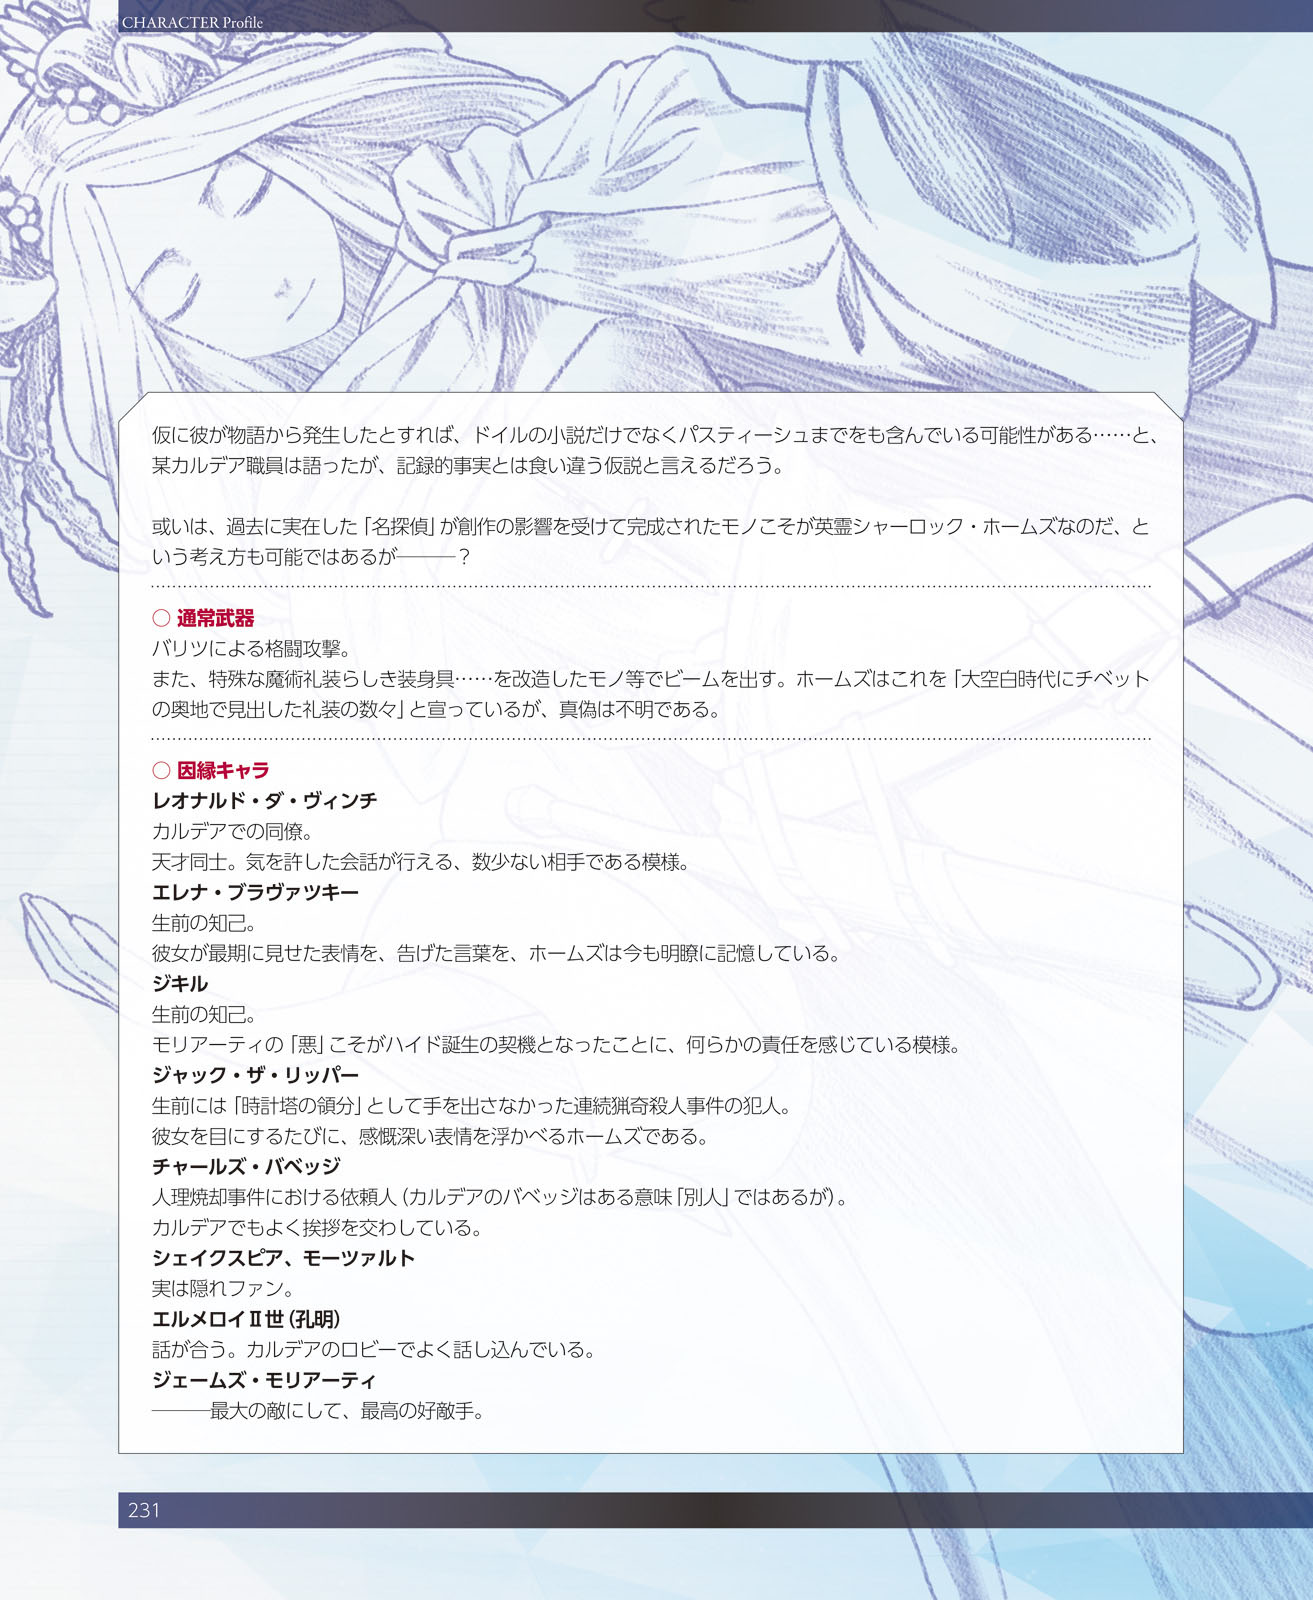 CHARACTER Profile
仮に彼が物語から発生したとすれば、ドイルの小説だけでなくパスティーシュまでをも含んでいる可能性がある……と、
某カルデア職員は語ったが、記録的事実とは食い違う仮説と言えるだろう。
或いは、過去に実在した「名探偵」が創作の影響を受けて完成されたモノこそが英霊シャーロック・ホームズなのだ、と
いう考え方も可能ではあるが───？
○ 通常武器
バリツによる格闘攻撃。
また、特殊な魔術礼装らしき装身具……を改造したモノ等でビームを出す。ホームズはこれを「大空白時代にチベット
の奥地で見出した礼装の数々」と宣っているが、真偽は不明である。
○ 因縁キャラ
レオナルド・ダ・ヴィンチ
カルデアでの同僚。
天才同士。気を許した会話が行える、数少ない相手である模様。
エレナ・ブラヴァツキー
生前の知己。
彼女が最期に見せた表情を、告げた言葉を、ホームズは今も明瞭に記憶している。
ジキル
生前の知己。
モリアーティの「悪」こそがハイド誕生の契機となったことに、何らかの責任を感じている模様。
ジャック・ザ・リッパー
生前には「時計塔の領分」として手を出さなかった連続猟奇殺人事件の犯人。
彼女を目にするたびに、感慨深い表情を浮かべるホームズである。
チャールズ・バベッジ
人理焼却事件における依頼人（カルデアのバベッジはある意味「別人」ではあるが）。
カルデアでもよく挨拶を交わしている。
シェイクスピア、モーツァルト
実は隠れファン。
エルメロイⅡ世（孔明）
話が合う。カルデアのロビーでよく話し込んでいる。
ジェームズ・モリアーティ
───最大の敵にして、最高の好敵手。
231